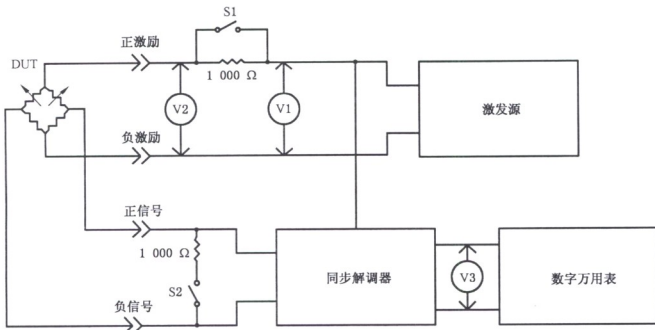 S1
正激励
DUT
1 000 Ω
V2
V1
激发源
负激励
正信号
1 000 Ω
同步解调器
V3
数字万用表
S2
负信号